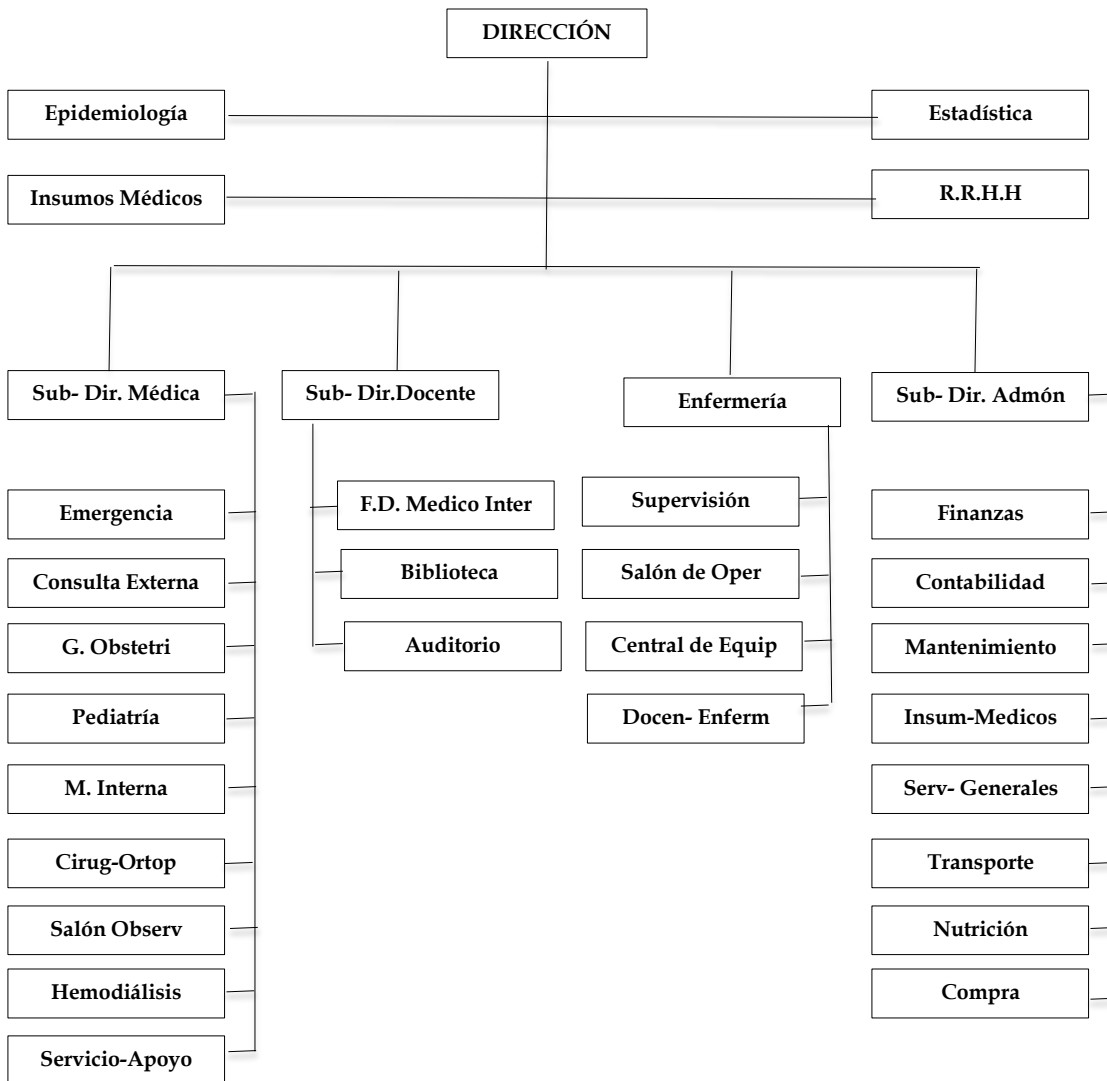 DIRECCIÓN
Epidemiología
Estadística
Insumos Médicos
R.R.H.H
Sub- Dir. Médica
Sub- Dir.Docente
Enfermería
Sub- Dir. Admón
Emergencia
Consulta Externa
G. Obstetri
Pediatría
M. Interna
Cirug-Ortop
Salón Observ
Hemodiálisis
Servicio-Apoyo
F.D. Medico Inter
Biblioteca
Auditorio
Supervisión
Salón de Oper
Central de Equip
Docen- Enferm
Finanzas
Contabilidad
Mantenimiento
Insum-Medicos
Serv- Generales
Transporte
Nutrición
Compra